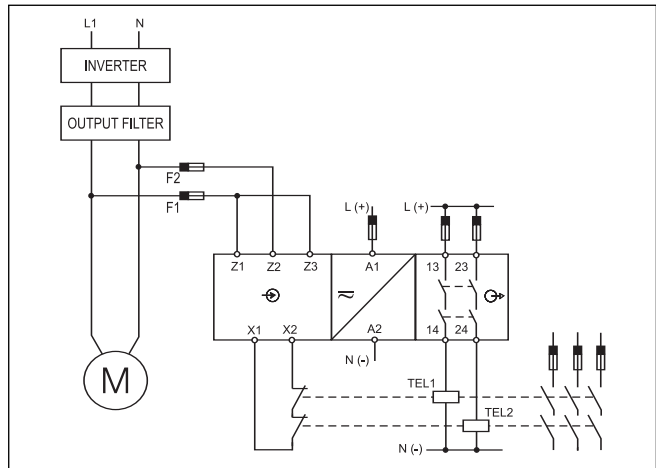 L1 N
INVERTER
OUTPUT FILTER
F2
F1
L (+) L (+)
Z1 Z2 Z3 A1 13 23
X1 X2 A2 14 24
N (-)
M
TEL1
TEL2
N (-)